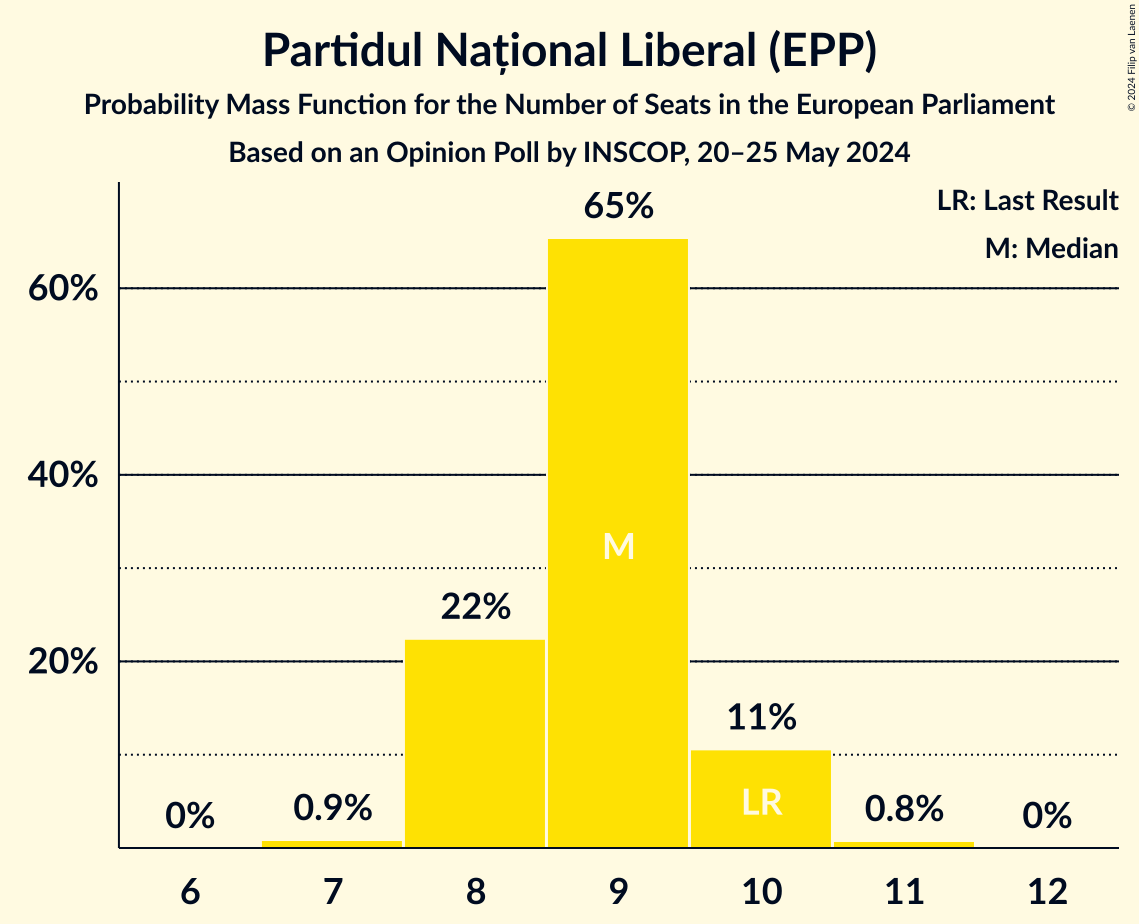 Partidul Național Liberal (EPP)
Probability Mass Function for the Number of Seats in the European Parliament
Based on an Opinion Poll by INSCOP, 20–25 May 2024
© 2024 Filip van Laenen
LR: Last Result
M: Median
60%
40%
20%
0%
0.9%
22%
65%
11%
0.8%
0%
M
LR
6 7 8 9 10 11 12